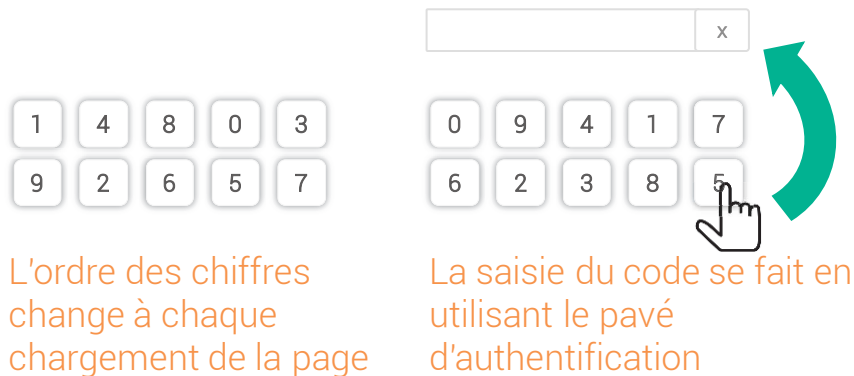 x
1 4 8 0 3
9 2 6 5 7
0 9 4 1 7
6 2 3 8 5
L'ordre des chiffres
change à chaque
chargement de la page
La saisie du code se fait en
utilisant le pavé
d'authentification